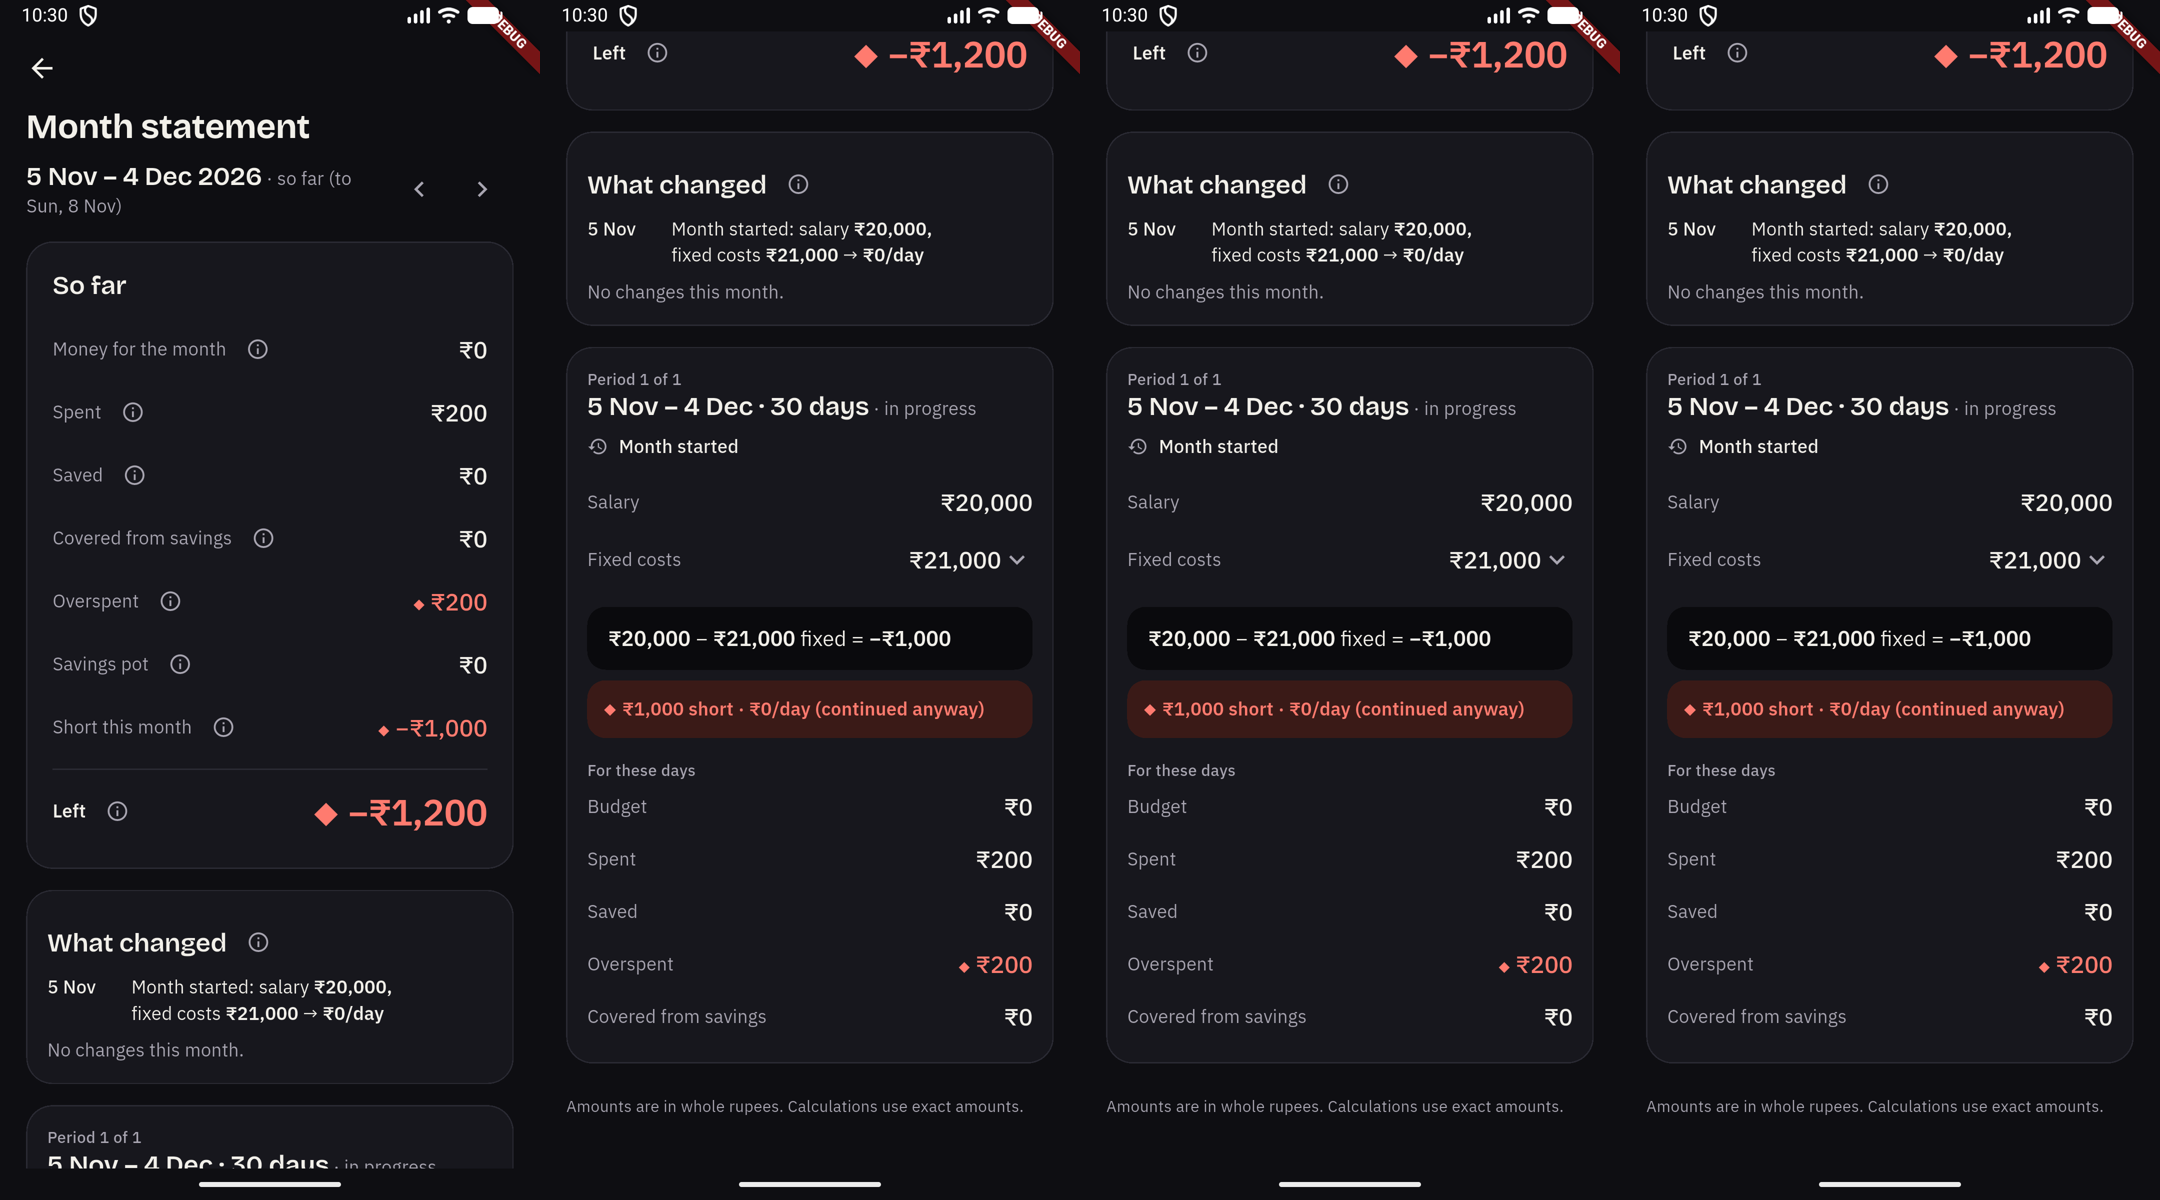 10:30
EBUG
Month statement
5 Nov – 4 Dec 2026 · so far (to
Sun, 8 Nov)
So far
Money for the month ₹0
Spent ₹200
Saved ₹0
Covered from savings ₹0
Overspent ₹200
Savings pot ₹0
Short this month –₹1,000
Left –₹1,200
What changed
5 Nov Month started: salary ₹20,000,
fixed costs ₹21,000 → ₹0/day
No changes this month.
Period 1 of 1
5 Nov – 4 Dec · 30 days · in progress
10:30
EBUG
Left –₹1,200
What changed
5 Nov Month started: salary ₹20,000,
fixed costs ₹21,000 → ₹0/day
No changes this month.
Period 1 of 1
5 Nov – 4 Dec · 30 days · in progress
Month started
Salary ₹20,000
Fixed costs ₹21,000
₹20,000 – ₹21,000 fixed = –₹1,000
₹1,000 short · ₹0/day (continued anyway)
For these days
Budget ₹0
Spent ₹200
Saved ₹0
Overspent ₹200
Covered from savings ₹0
Amounts are in whole rupees. Calculations use exact amounts.
10:30
EBUG
Left –₹1,200
What changed
5 Nov Month started: salary ₹20,000,
fixed costs ₹21,000 → ₹0/day
No changes this month.
Period 1 of 1
5 Nov – 4 Dec · 30 days · in progress
Month started
Salary ₹20,000
Fixed costs ₹21,000
₹20,000 – ₹21,000 fixed = –₹1,000
₹1,000 short · ₹0/day (continued anyway)
For these days
Budget ₹0
Spent ₹200
Saved ₹0
Overspent ₹200
Covered from savings ₹0
Amounts are in whole rupees. Calculations use exact amounts.
10:30
EBUG
Left –₹1,200
What changed
5 Nov Month started: salary ₹20,000,
fixed costs ₹21,000 → ₹0/day
No changes this month.
Period 1 of 1
5 Nov – 4 Dec · 30 days · in progress
Month started
Salary ₹20,000
Fixed costs ₹21,000
₹20,000 – ₹21,000 fixed = –₹1,000
₹1,000 short · ₹0/day (continued anyway)
For these days
Budget ₹0
Spent ₹200
Saved ₹0
Overspent ₹200
Covered from savings ₹0
Amounts are in whole rupees. Calculations use exact amounts.